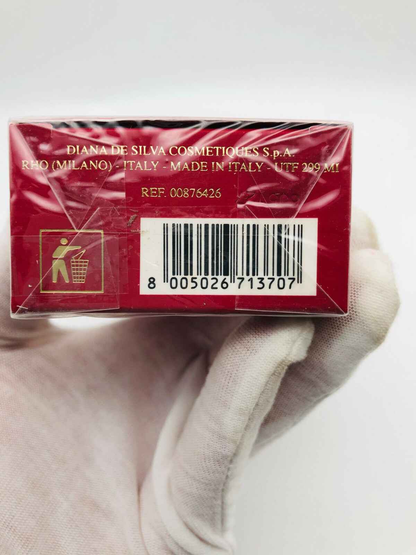 DIANA DE SILVA COSMETIQUES S.p.A.
RHO (MILANO) - ITALY - MADE IN ITALY - UTF 299 MI
REF. 00876426
8 005026 713707